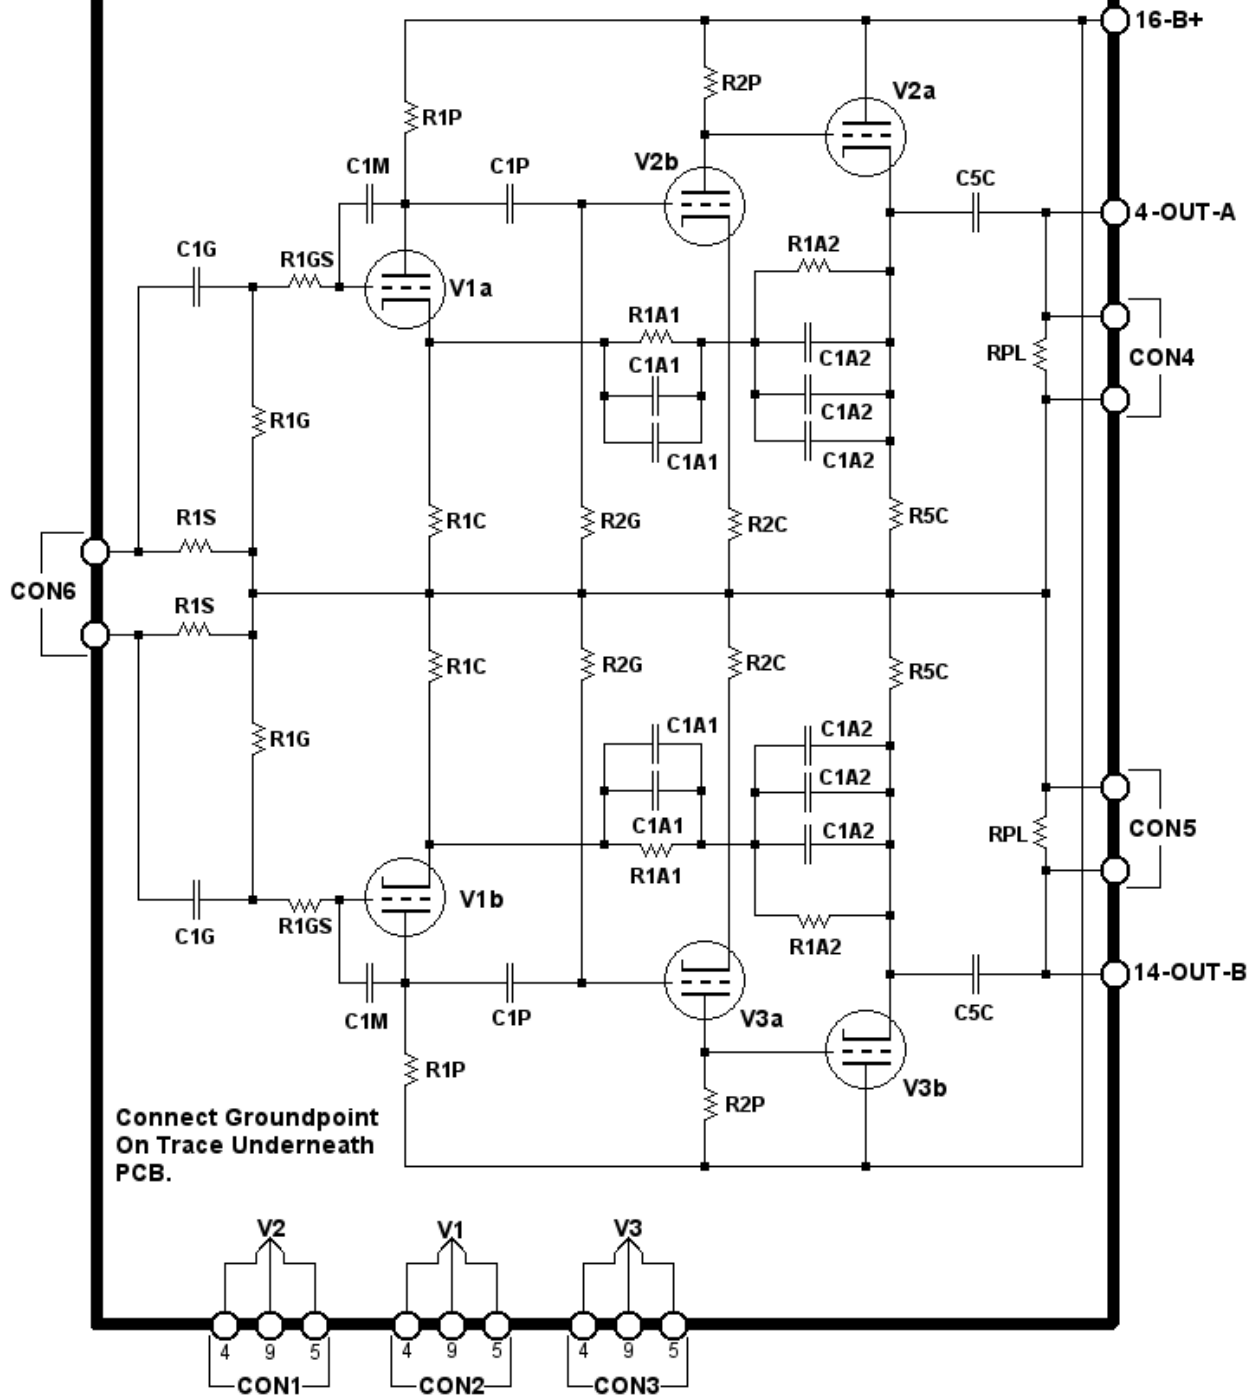 16-B+
R2P
V2a
R1P
C1M
C1P
V2b
C5C
4-OUT-A
C1G
R1GS
R1A2
V1a
R1A1
C1A1
C1A2
RPL
CON4
C1A2
R1G
C1A1
C1A2
R1S
R1C
R2G
R2C
R5C
CON6
R1S
R1C
R2G
R2C
R5C
C1A1
C1A2
R1G
C1A2
C1A1
C1A2
RPL
CON5
R1A1
V1b
R1GS
C1G
R1A2
14-OUT-B
C1M
C1P
V3a
C5C
R1P
V3b
R2P
Connect Groundpoint
On Trace Underneath
PCB.
V2
V1
V3
4 9 5
4 9 5
4 9 5
CON1
CON2
CON3